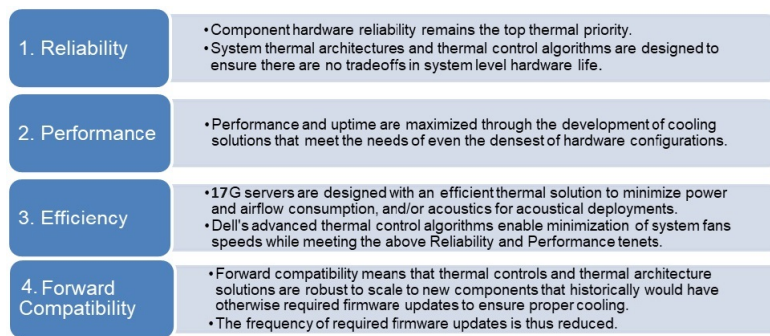 1. Reliability
•Component hardware reliability remains the top thermal priority.
•System thermal architectures and thermal control algorithms are designed to
ensure there are no tradeoffs in system level hardware life.
2. Performance
•Performance and uptime are maximized through the development of cooling
solutions that meet the needs of even the densest of hardware configurations.
3. Efficiency
•17G servers are designed with an efficient thermal solution to minimize power
and airflow consumption, and/or acoustics for acoustical deployments.
•Dell's advanced thermal control algorithms enable minimization of system fans
speeds while meeting the above Reliability and Performance tenets.
4. Forward
Compatibility
•Forward compatibility means that thermal controls and thermal architecture
solutions are robust to scale to new components that historically would have
otherwise required firmware updates to ensure proper cooling.
•The frequency of required firmware updates is thus reduced.